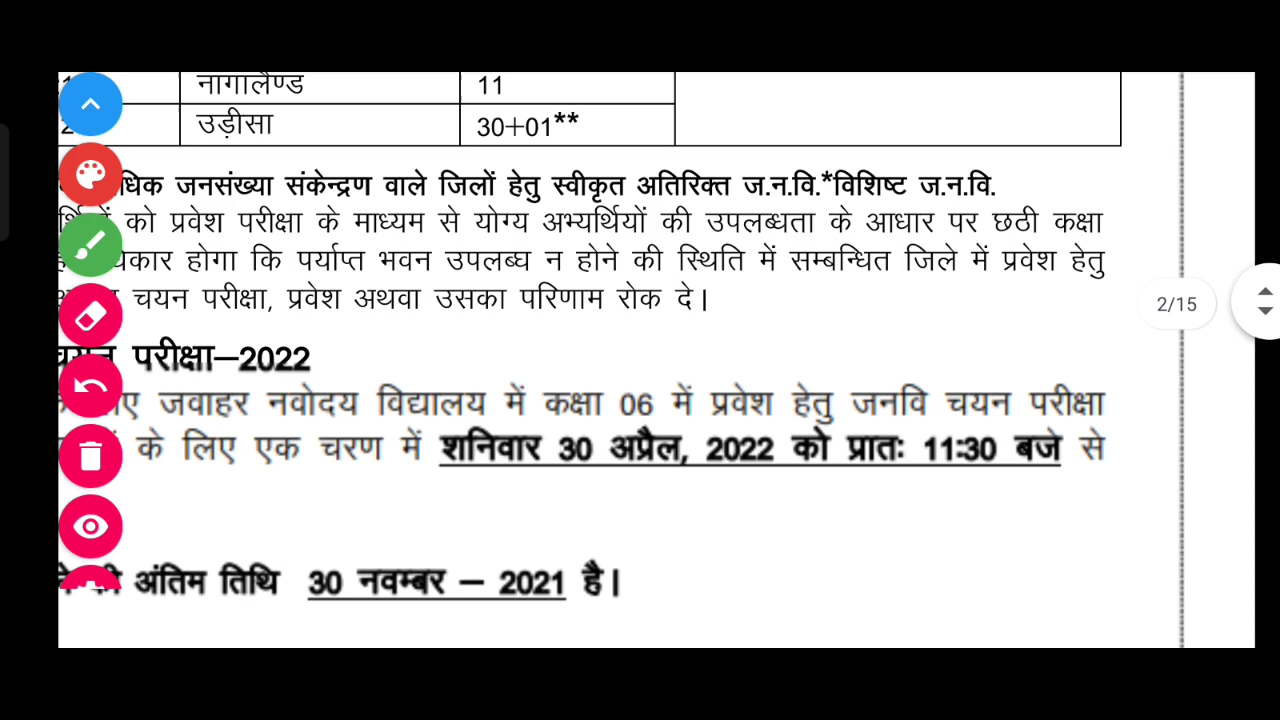 नागालैण्ड 11
उड़ीसा 30+01**
जनसंख्या संकेन्द्रण वाले जिलों हेतु स्वीकृत अतिरिक्त ज.न.वि.*विशिष्ट ज.न.वि.
को प्रवेश परीक्षा के माध्यम से योग्य अभ्यर्थियों की उपलब्धता के आधार पर छठी कक्षा
होगा कि पर्याप्त भवन उपलब्ध न होने की स्थिति में सम्बन्धित जिले में प्रवेश हेतु
चयन परीक्षा, प्रवेश अथवा उसका परिणाम रोक दे।
परीक्षा–2022
जवाहर नवोदय विद्यालय में कक्षा 06 में प्रवेश हेतु जनवि चयन परीक्षा
के लिए एक चरण में शनिवार 30 अप्रैल, 2022 को प्रातः 11:30 बजे से
अंतिम तिथि 30 नवम्बर – 2021 है।
2/15